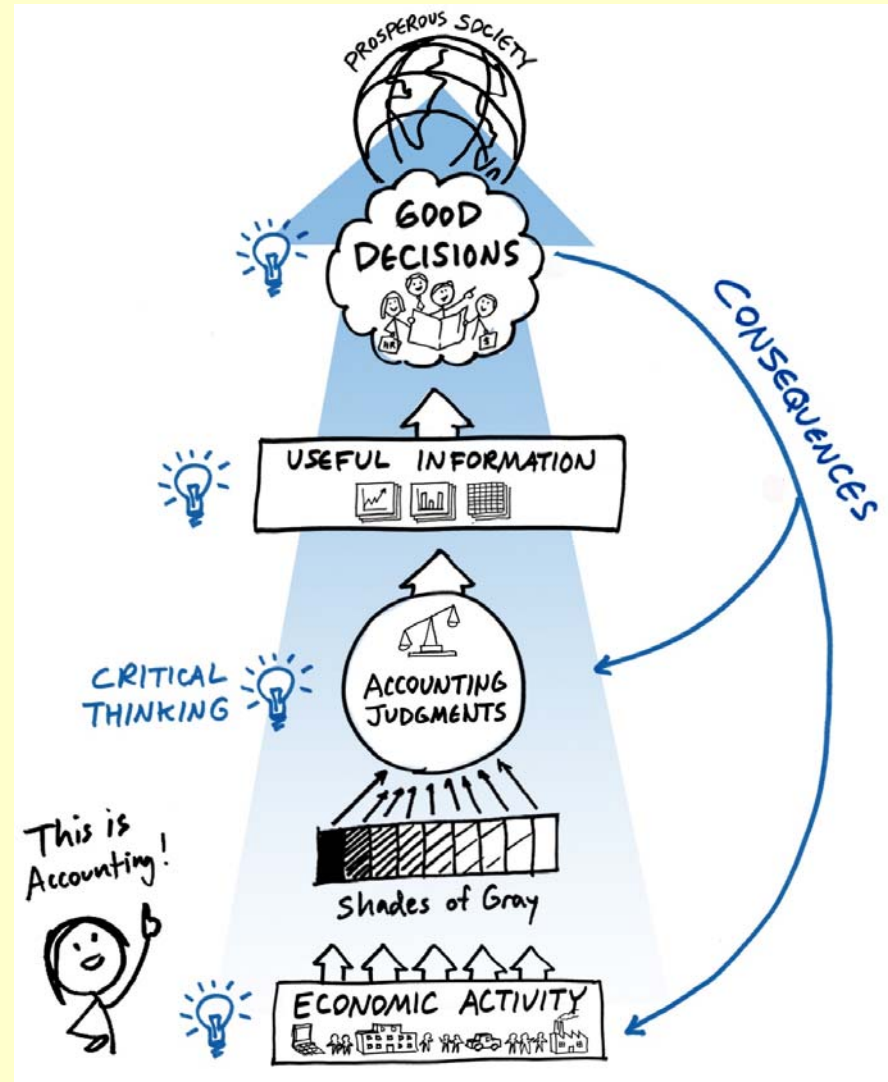 PROSPEROUS SOCIETY
GOOD
DECISIONS
HR $
CONSEQUENCES
USEFUL INFORMATION
CRITICAL
THINKING
ACCOUNTING
JUDGMENTS
This is
Accounting!
Shades of Gray
ECONOMIC ACTIVITY